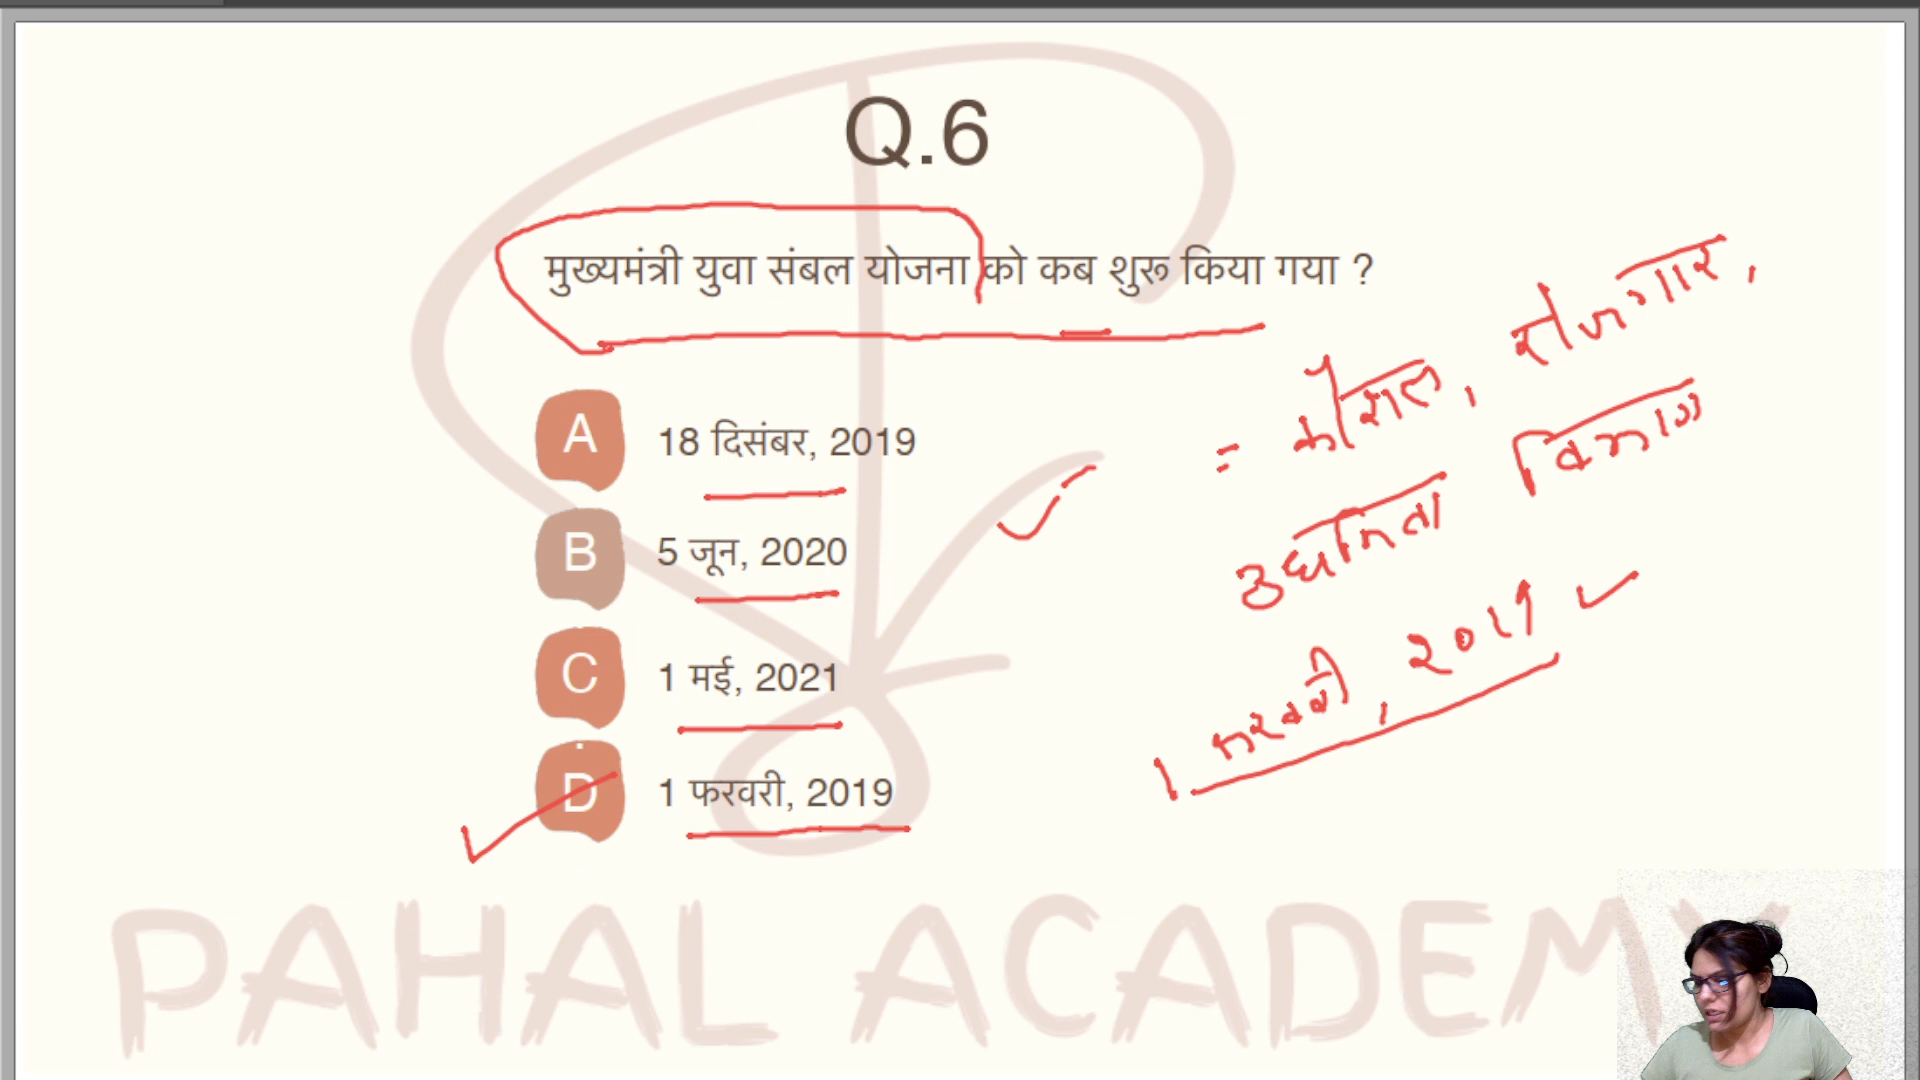 Q.6
मुख्यमंत्री युवा संबल योजना को कब शुरू किया गया ?
A 18 दिसंबर, 2019
B 5 जून, 2020
C 1 मई, 2021
D 1 फरवरी, 2019
= कौशल, रोजगार,
उद्यमिता विभाग
1 फरवरी, २०१९
PAHAL ACADEMY